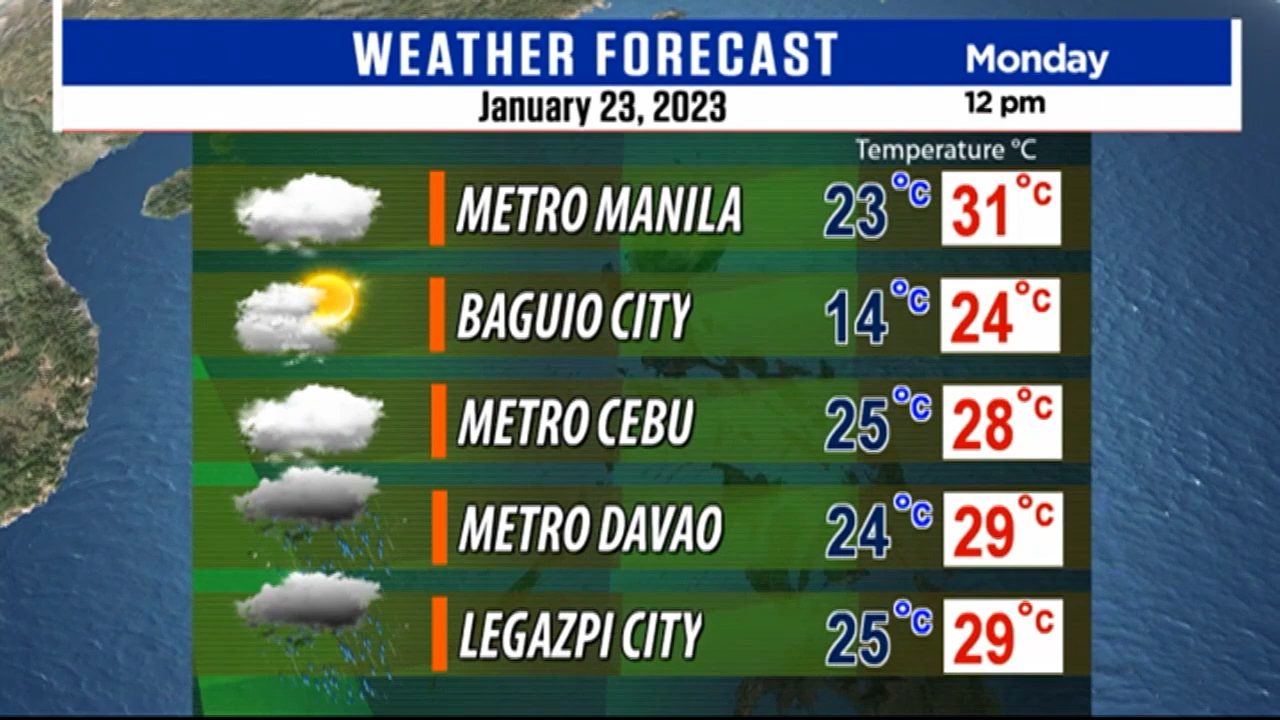 WEATHER FORECAST Monday
January 23, 2023 12 pm
Temperature °C
METRO MANILA 23°C 31°C
BAGUIO CITY 14°C 24°C
METRO CEBU 25°C 28°C
METRO DAVAO 24°C 29°C
LEGAZPI CITY 25°C 29°C